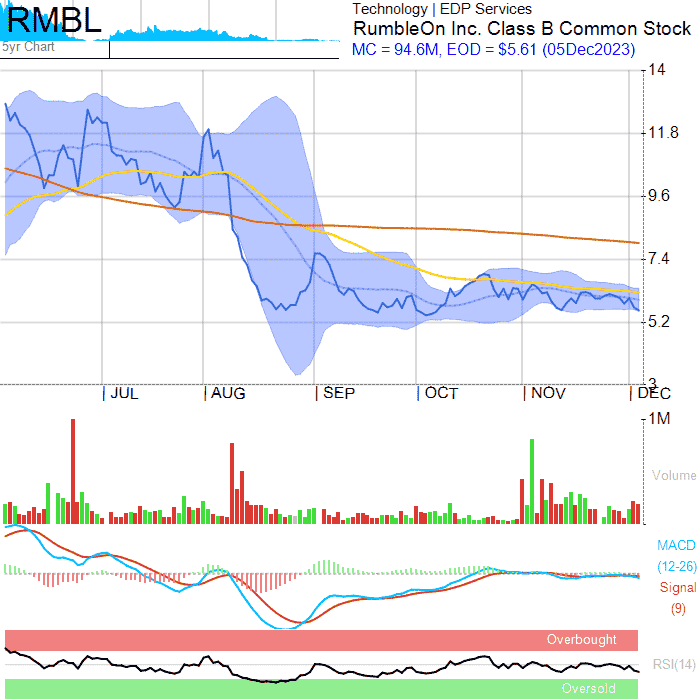 RMBL
5yr Chart
Technology | EDP Services
RumbleOn Inc. Class B Common Stock
MC = 94.6M, EOD = $5.61 (05Dec2023)
14
11.8
9.6
7.4
5.2
3
JUL AUG SEP OCT NOV DEC
1M
Volume
MACD
(12-26)
Signal
(9)
Overbought
RSI(14)
Oversold